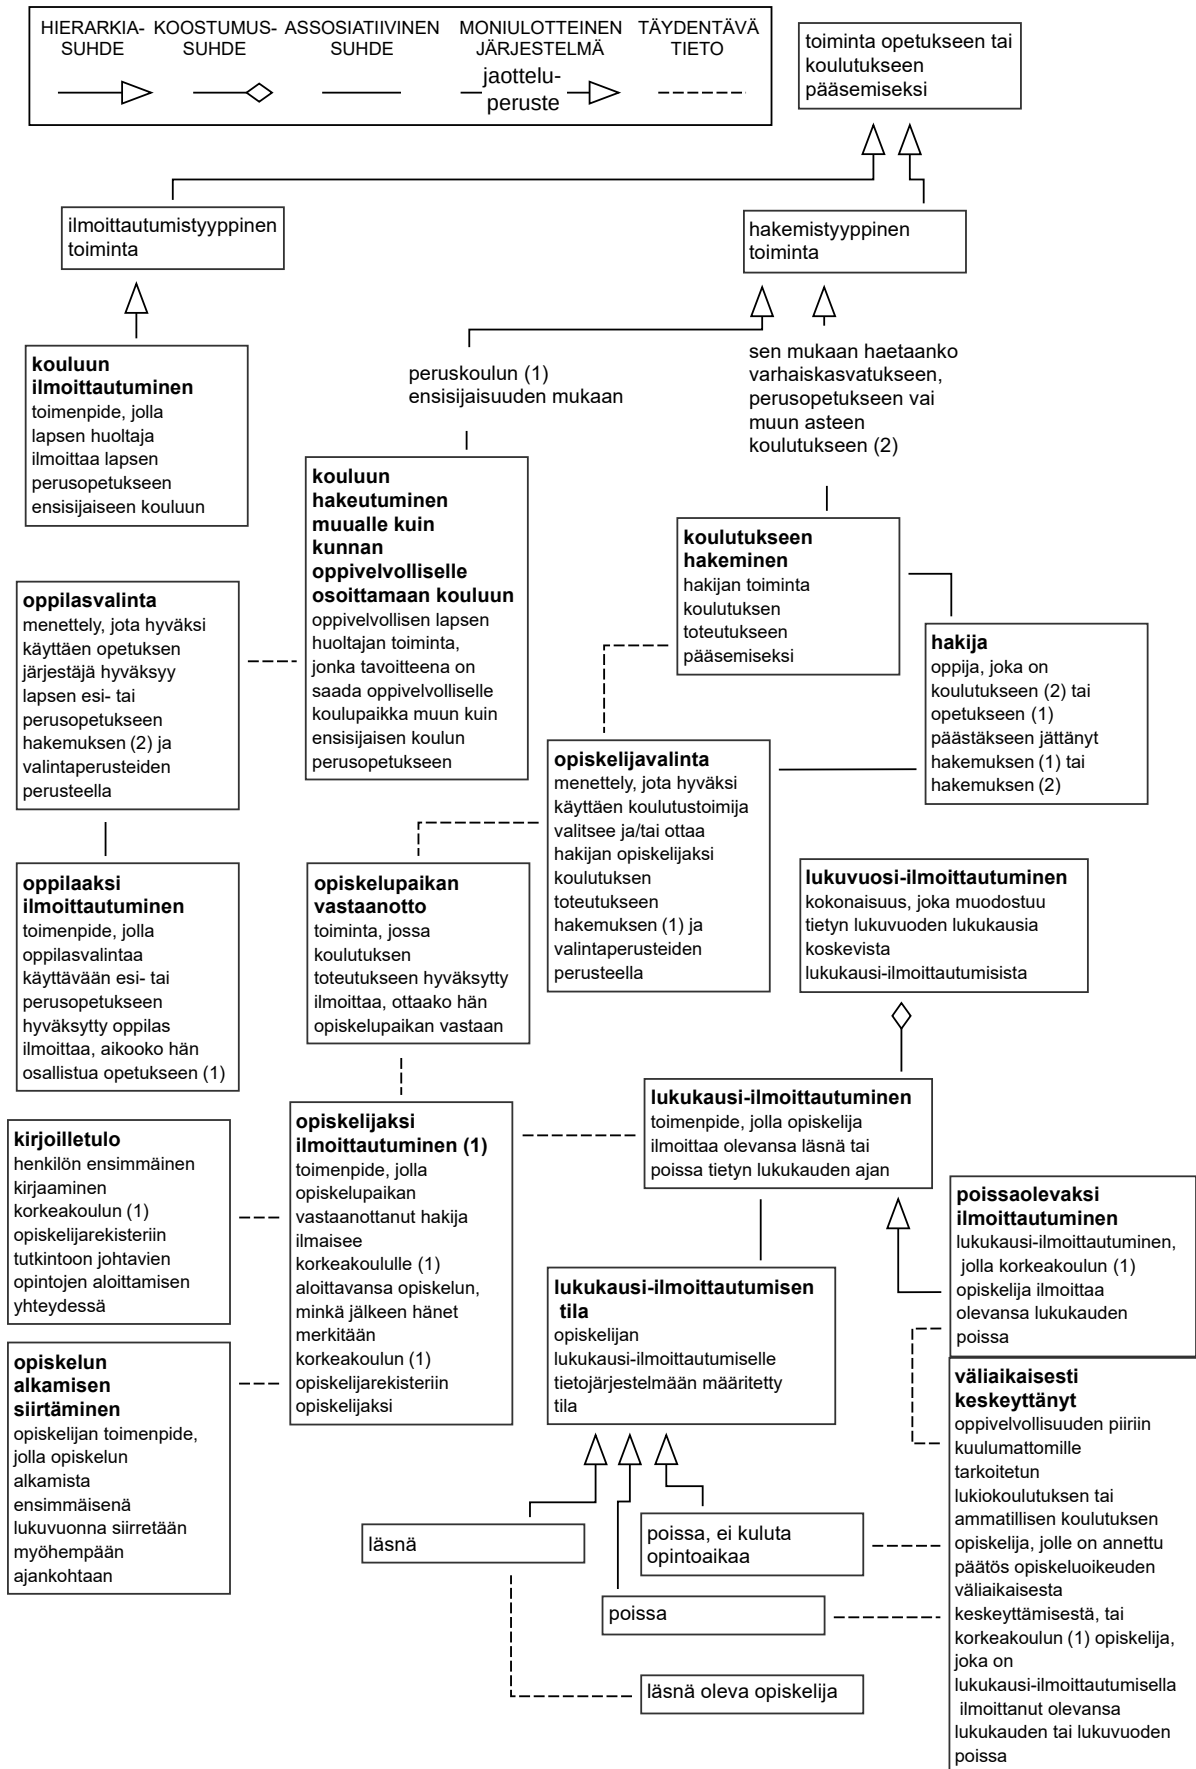 HIERARKIA-
SUHDE
KOOSTUMUS-
SUHDE
ASSOSIATIIVINEN
SUHDE
MONIULOTTEINEN
JÄRJESTELMÄ
jaottelu-
peruste
TÄYDENTÄVÄ
TIETO
toiminta opetukseen tai
koulutukseen
pääsemiseksi
ilmoittautumistyyppinen
toiminta
hakemistyyppinen
toiminta
kouluun
ilmoittautuminen
toimenpide, jolla
lapsen huoltaja
ilmoittaa lapsen
perusopetukseen
ensisijaiseen kouluun
peruskoulun (1)
ensisijaisuuden mukaan
sen mukaan haetaanko
varhaiskasvatukseen,
perusopetukseen vai
muun asteen
koulutukseen (2)
kouluun
hakeutuminen
muualle kuin
kunnan
oppivelvolliselle
osoittamaan kouluun
oppivelvollisen lapsen
huoltajan toiminta,
jonka tavoitteena on
saada oppivelvolliselle
koulupaikka muun kuin
ensisijaisen koulun
perusopetukseen
koulutukseen
hakeminen
hakijan toiminta
koulutuksen
toteutukseen
pääsemiseksi
oppilasvalinta
menettely, jota hyväksi
käyttäen opetuksen
järjestäjä hyväksyy
lapsen esi- tai
perusopetukseen
hakemuksen (2) ja
valintaperusteiden
perusteella
hakija
oppija, joka on
koulutukseen (2) tai
opetukseen (1)
päästäkseen jättänyt
hakemuksen (1) tai
hakemuksen (2)
opiskelijavalinta
menettely, jota hyväksi
käyttäen koulutustoimija
valitsee ja/tai ottaa
hakijan opiskelijaksi
koulutuksen
toteutukseen
hakemuksen (1) ja
valintaperusteiden
perusteella
oppilaaksi
ilmoittautuminen
toimenpide, jolla
oppilasvalintaa
käyttävään esi- tai
perusopetukseen
hyväksytty oppilas
ilmoittaa, aikooko hän
osallistua opetukseen (1)
opiskelupaikan
vastaanotto
toiminta, jossa
koulutuksen
toteutukseen hyväksytty
ilmoittaa, ottaako hän
opiskelupaikan vastaan
lukuvuosi-ilmoittautuminen
kokonaisuus, joka muodostuu
tietyn lukuvuoden lukukausia
koskevista
lukukausi-ilmoittautumisista
lukukausi-ilmoittautuminen
toimenpide, jolla opiskelija
ilmoittaa olevansa läsnä tai
poissa tietyn lukukauden ajan
kirjoilletulo
henkilön ensimmäinen
kirjaaminen
korkeakoulun (1)
opiskelijarekisteriin
tutkintoon johtavien
opintojen aloittamisen
yhteydessä
opiskelijaksi
ilmoittautuminen (1)
toimenpide, jolla
opiskelupaikan
vastaanottanut hakija
ilmaisee
korkeakoululle (1)
aloittavansa opiskelun,
minkä jälkeen hänet
merkitään
korkeakoulun (1)
opiskelijarekisteriin
opiskelijaksi
poissaolevaksi
ilmoittautuminen
lukukausi-ilmoittautuminen,
jolla korkeakoulun (1)
opiskelija ilmoittaa
olevansa lukukauden
poissa
lukukausi-ilmoittautumisen
tila
opiskelijan
lukukausi-ilmoittautumiselle
tietojärjestelmään määritetty
tila
opiskelun
alkamisen
siirtäminen
opiskelijan toimenpide,
jolla opiskelun
alkamista
ensimmäisenä
lukuvuonna siirretään
myöhempään
ajankohtaan
väliaikaisesti
keskeyttänyt
oppivelvollisuuden piiriin
kuulumattomille
tarkoitetun
lukiokoulutuksen tai
ammatillisen koulutuksen
opiskelija, jolle on annettu
päätös opiskeluoikeuden
väliaikaisesta
keskeyttämisestä, tai
korkeakoulun (1) opiskelija,
joka on
lukukausi-ilmoittautumisella
ilmoittanut olevansa
lukukauden tai lukuvuoden
poissa
läsnä
poissa, ei kuluta
opintoaikaa
poissa
läsnä oleva opiskelija